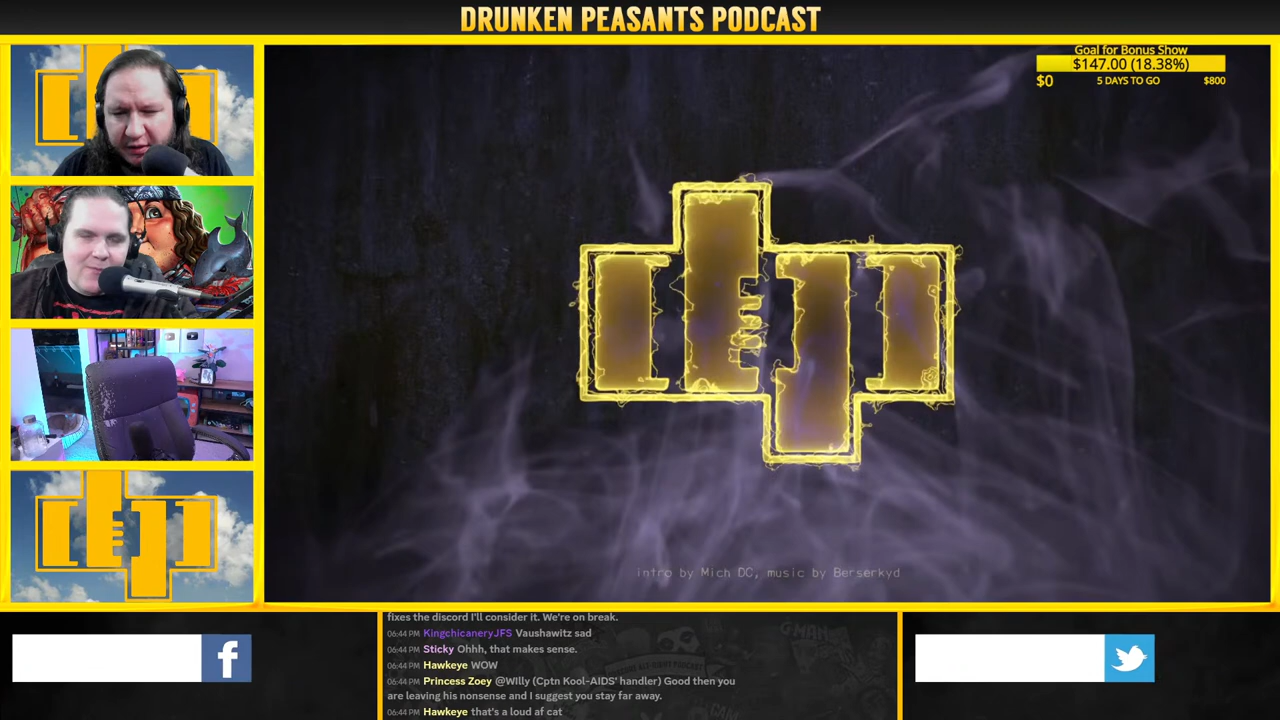 DRUNKEN PEASANTS PODCAST
Goal for Bonus Show
$147.00 (18.38%)
$0 5 DAYS TO GO $800
intro by Mich DC, music by Berserkyd
fixes the discord I'll consider it. We're on break.
06:44 PM KingchicaneryJFS Vaushawitz sad
06:44 PM Sticky Ohhh, that makes sense.
06:44 PM Hawkeye WOW
06:44 PM Princess Zoey @WIlly (Cptn Kool-AIDS' handler) Good then you
are leaving his nonsense and I suggest you stay far away.
06:44 PM Hawkeye that's a loud af cat